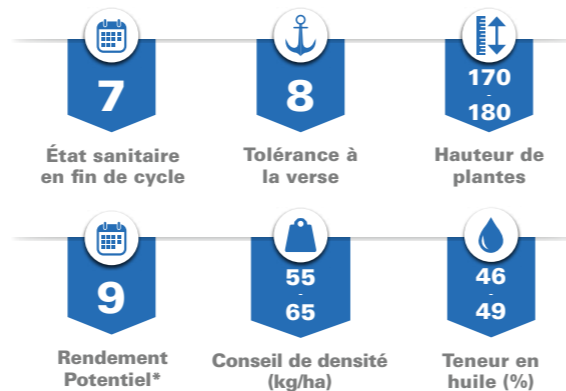 7
État sanitaire
en fin de cycle
8
Tolérance à
la verse
170
-
180
Hauteur de
plantes
9
Rendement
Potentiel*
55
-
65
Conseil de densité
(kg/ha)
46
-
49
Teneur en
huile (%)